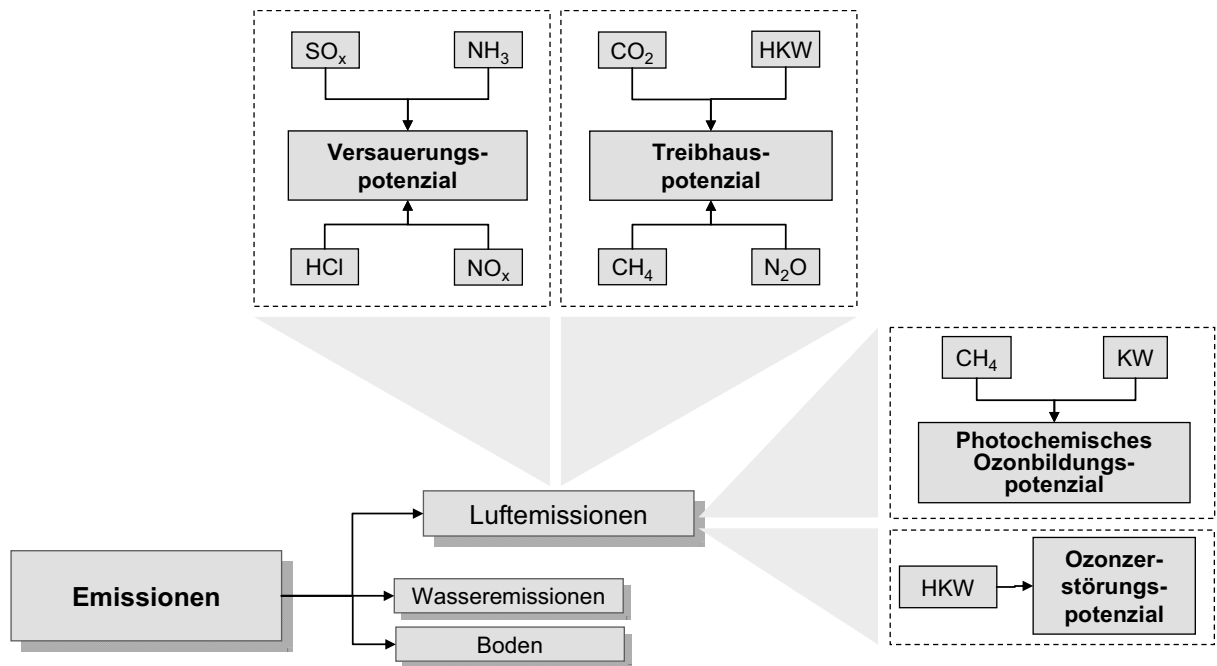 SOₓ
NH₃
Versauerungs-
potenzial
HCl
NOₓ
CO₂
HKW
Treibhaus-
potenzial
CH₄
N₂O
CH₄
KW
Photochemisches
Ozonbildungs-
potenzial
Luftemissionen
Emissionen
Wasseremissionen
Boden
HKW
Ozonzer-
störungs-
potenzial